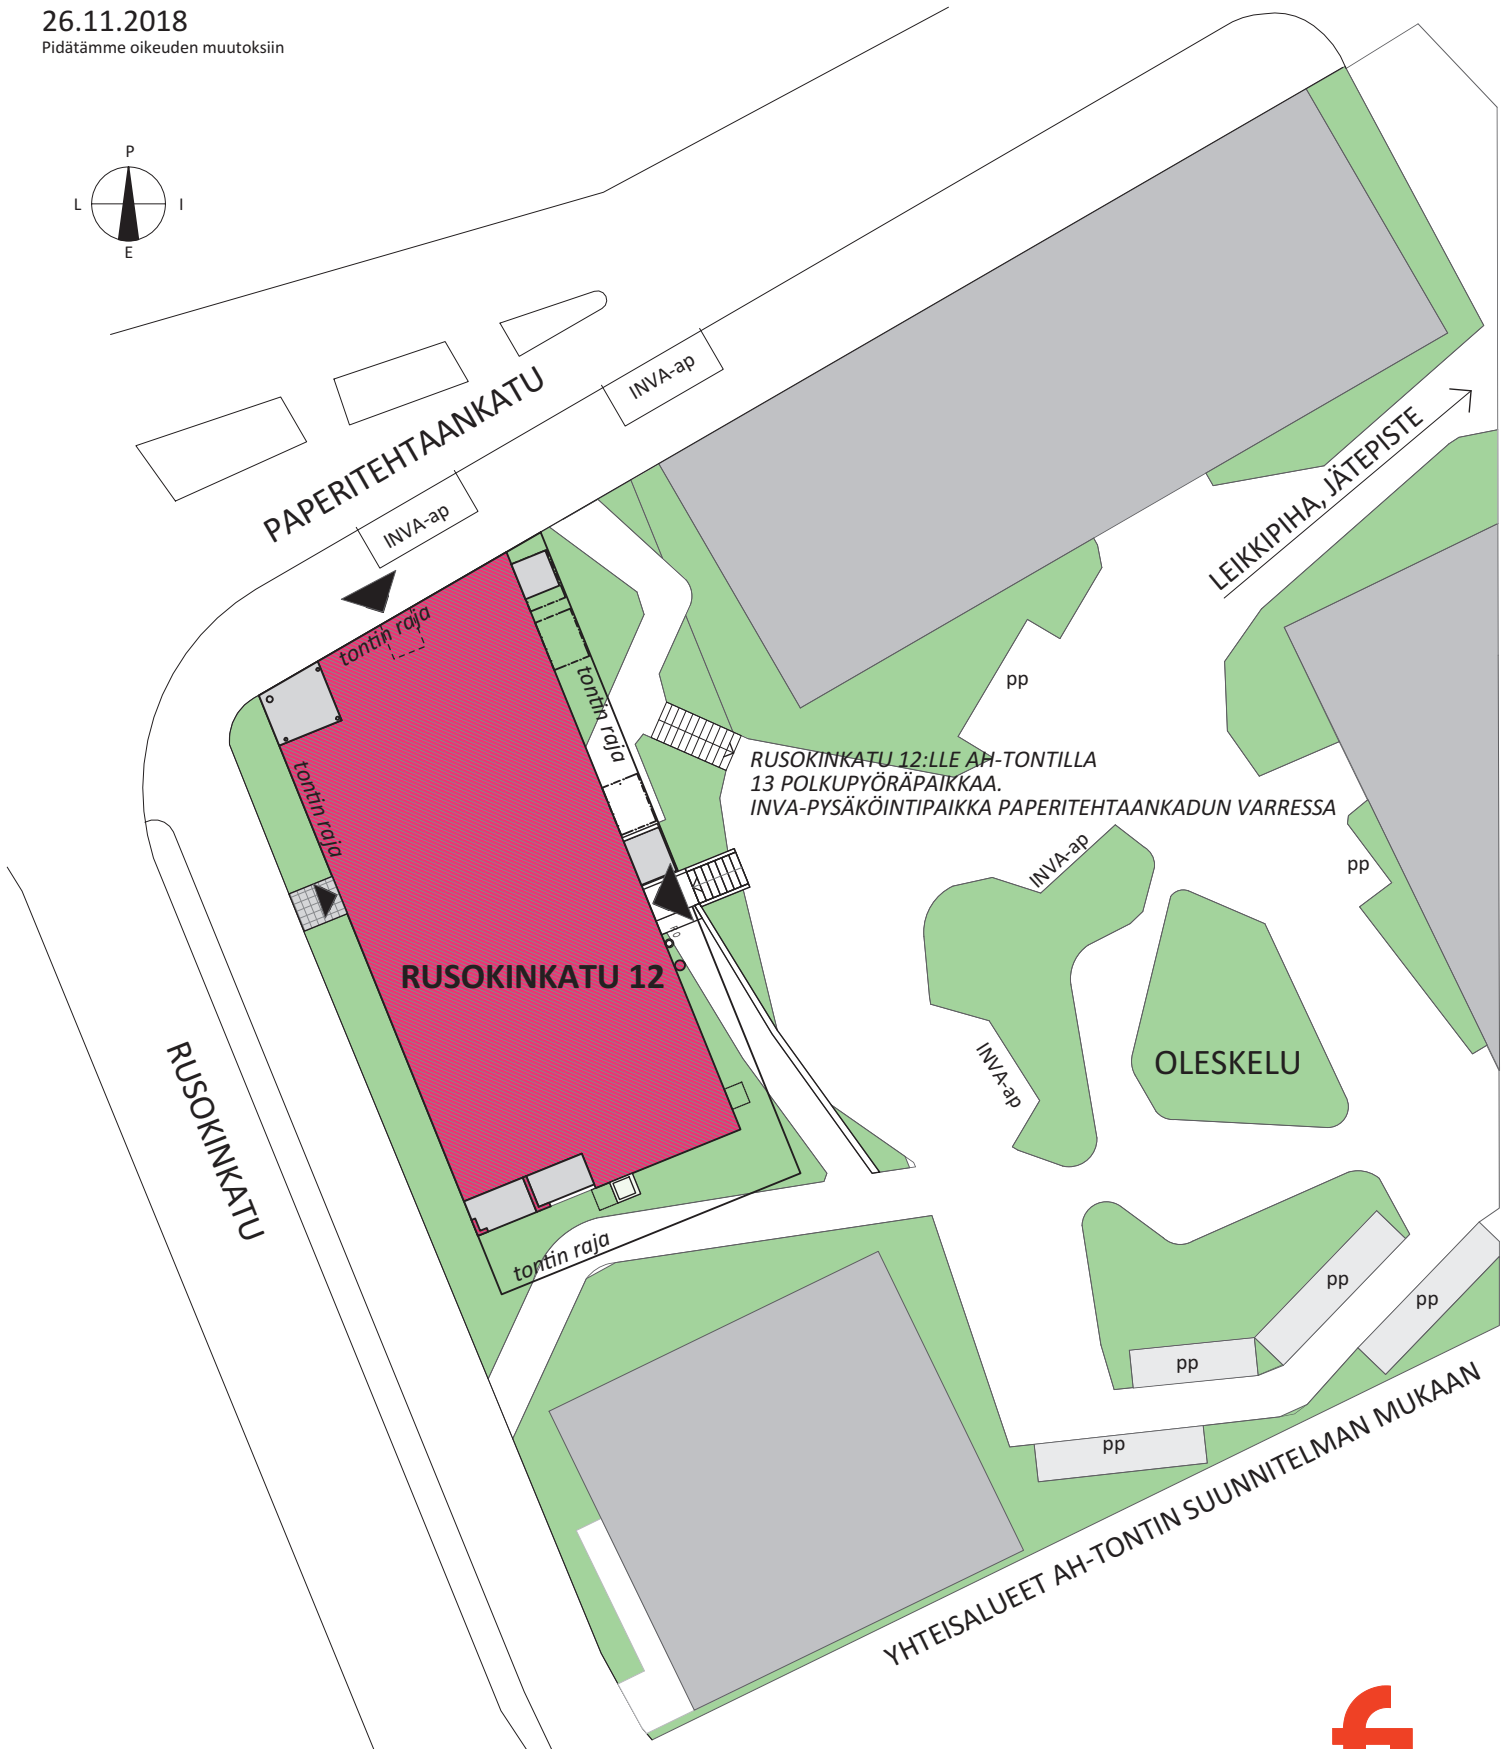 26.11.2018
Pidätämme oikeuden muutoksiin
P
L
I
E
PAPERITEHTAANKATU
INVA-ap
INVA-ap
LEIKKIPIHA, JÄTEPISTE
tontin raja
tontin raja
tontin raja
pp
RUSOKINKATU 12:LLE AH-TONTILLA
13 POLKUPYÖRÄPAIKKAA.
INVA-PYSÄKÖINTIPAIKKA PAPERITEHTAANKADUN VARRESSA
INVA-ap
pp
RUSOKINKATU 12
INVA-ap
OLESKELU
RUSOKINKATU
tontin raja
pp
pp
pp
pp
YHTEISALUEET AH-TONTIN SUUNNITELMAN MUKAAN